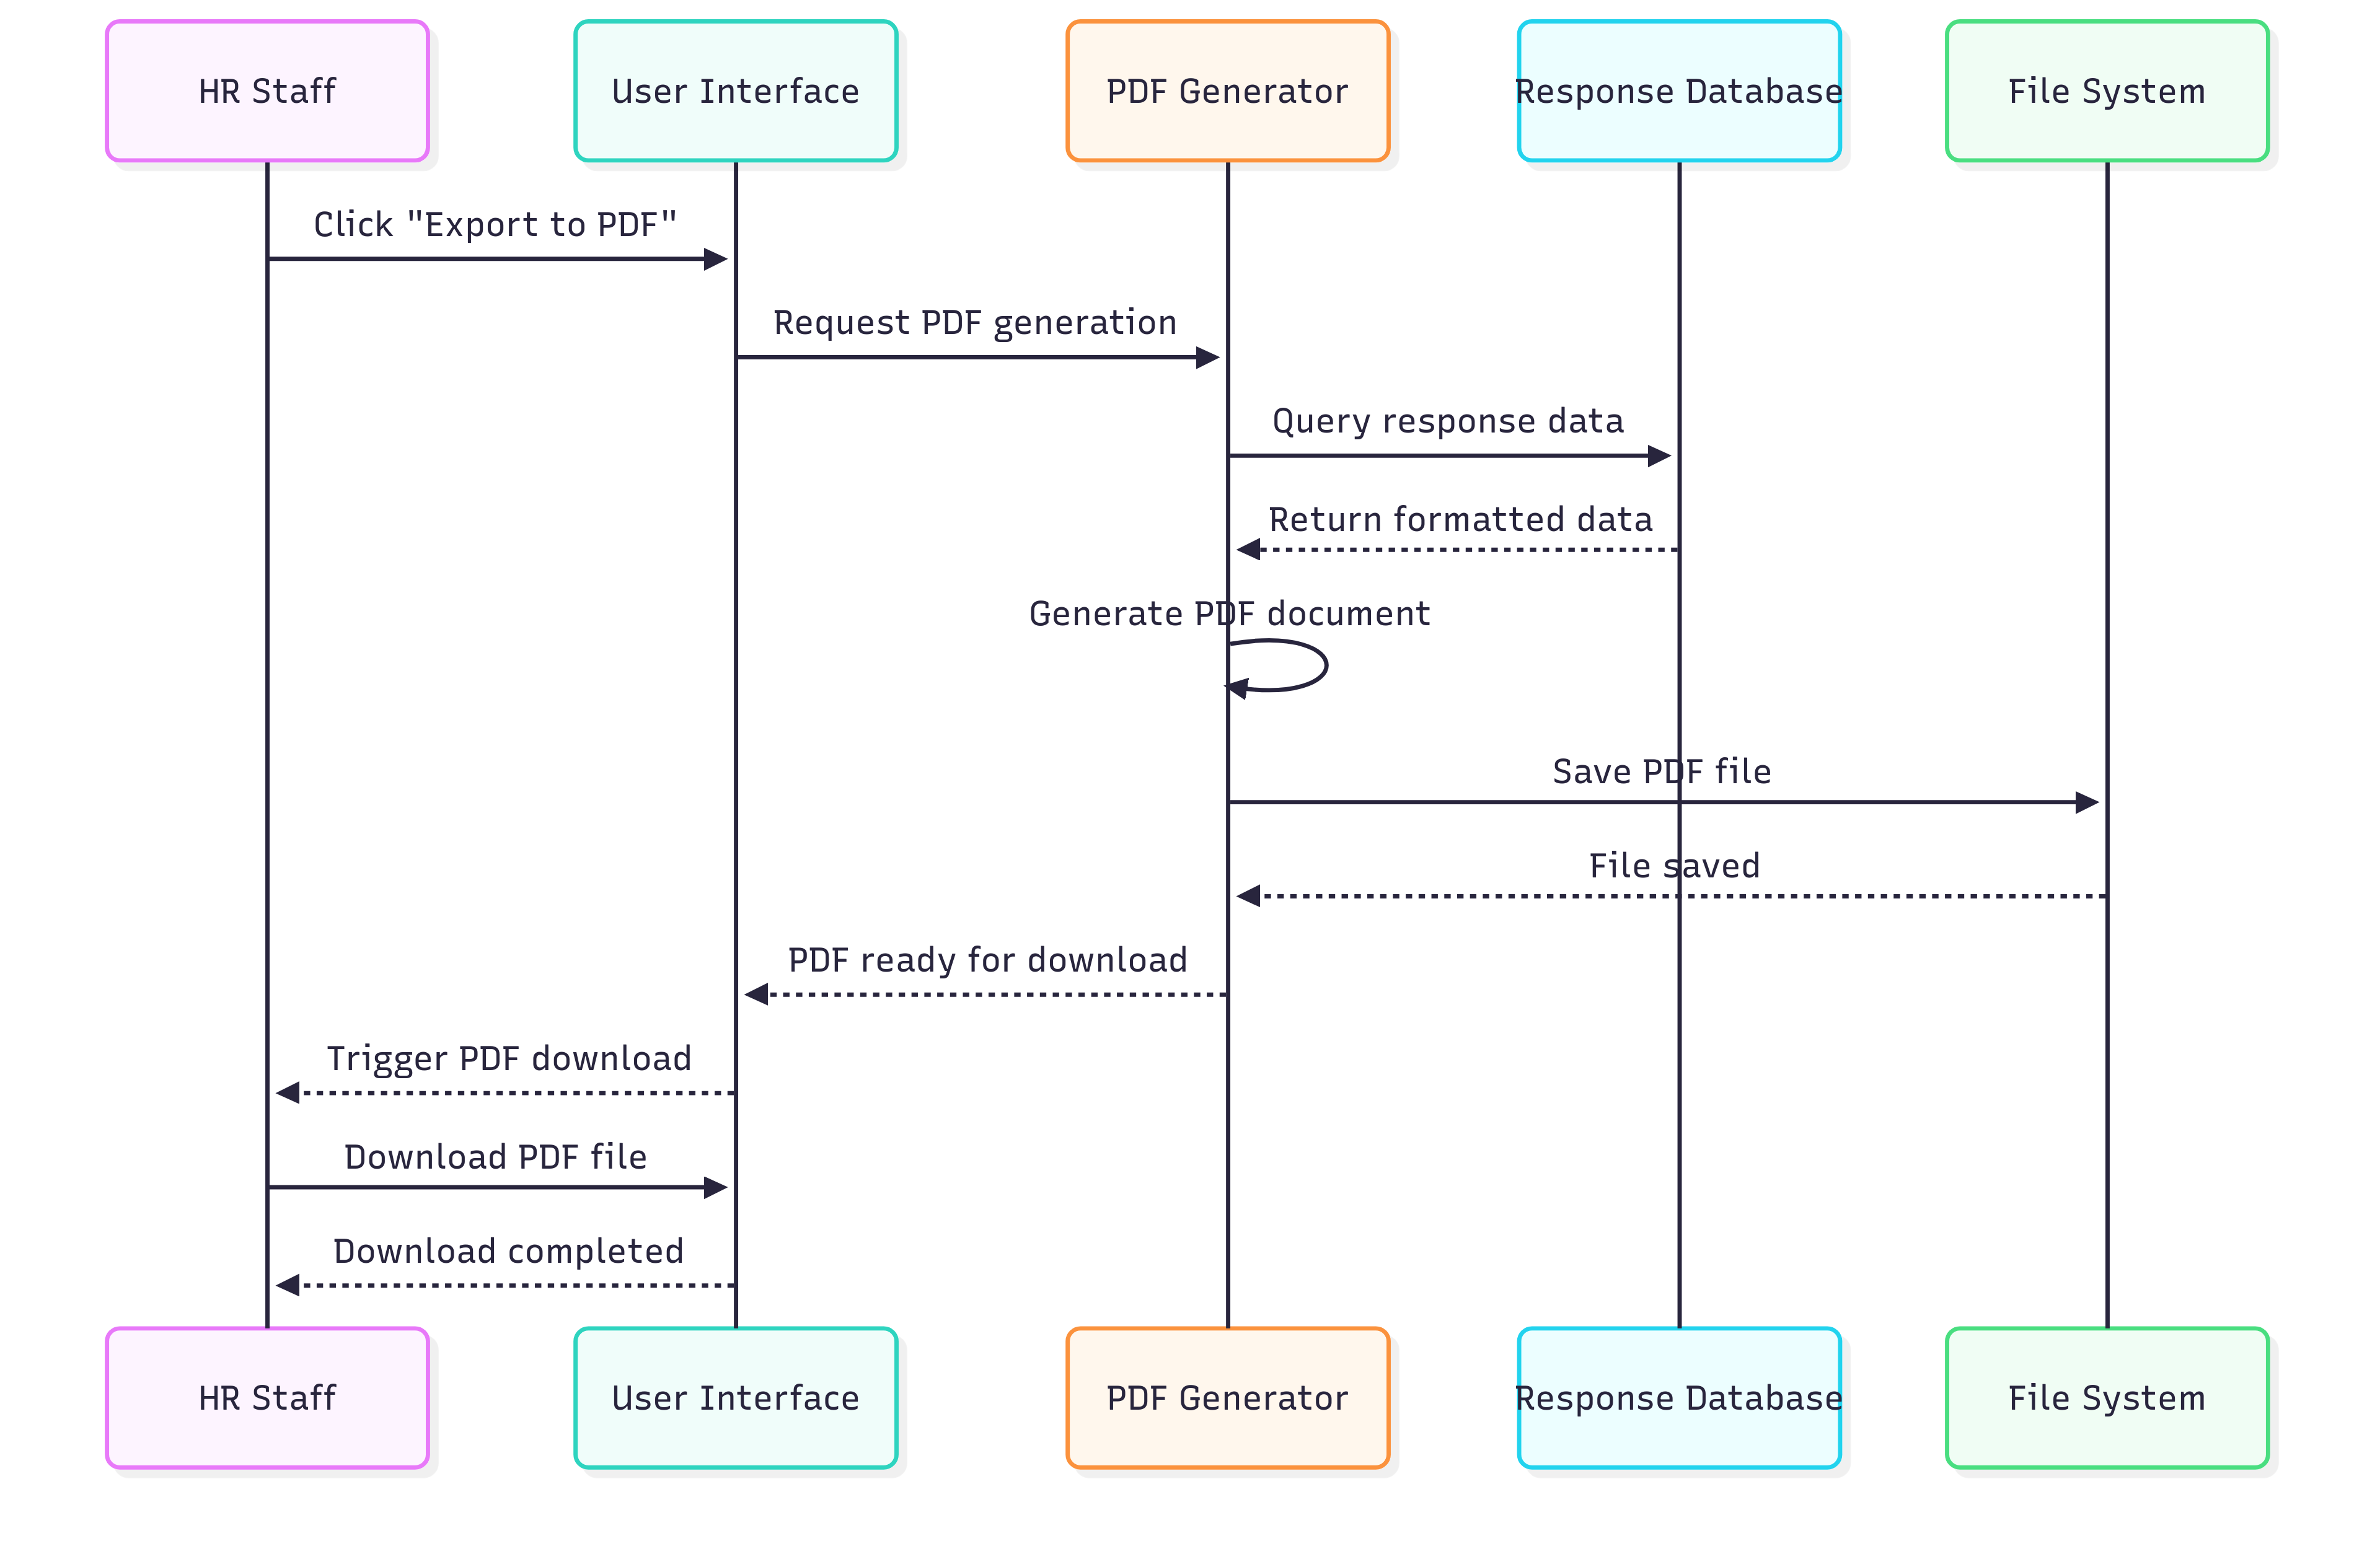 HR Staff
User Interface
PDF Generator
Response Database
File System
Click "Export to PDF"
Request PDF generation
Query response data
Return formatted data
Generate PDF document
Save PDF file
File saved
PDF ready for download
Trigger PDF download
Download PDF file
Download completed
HR Staff
User Interface
PDF Generator
Response Database
File System